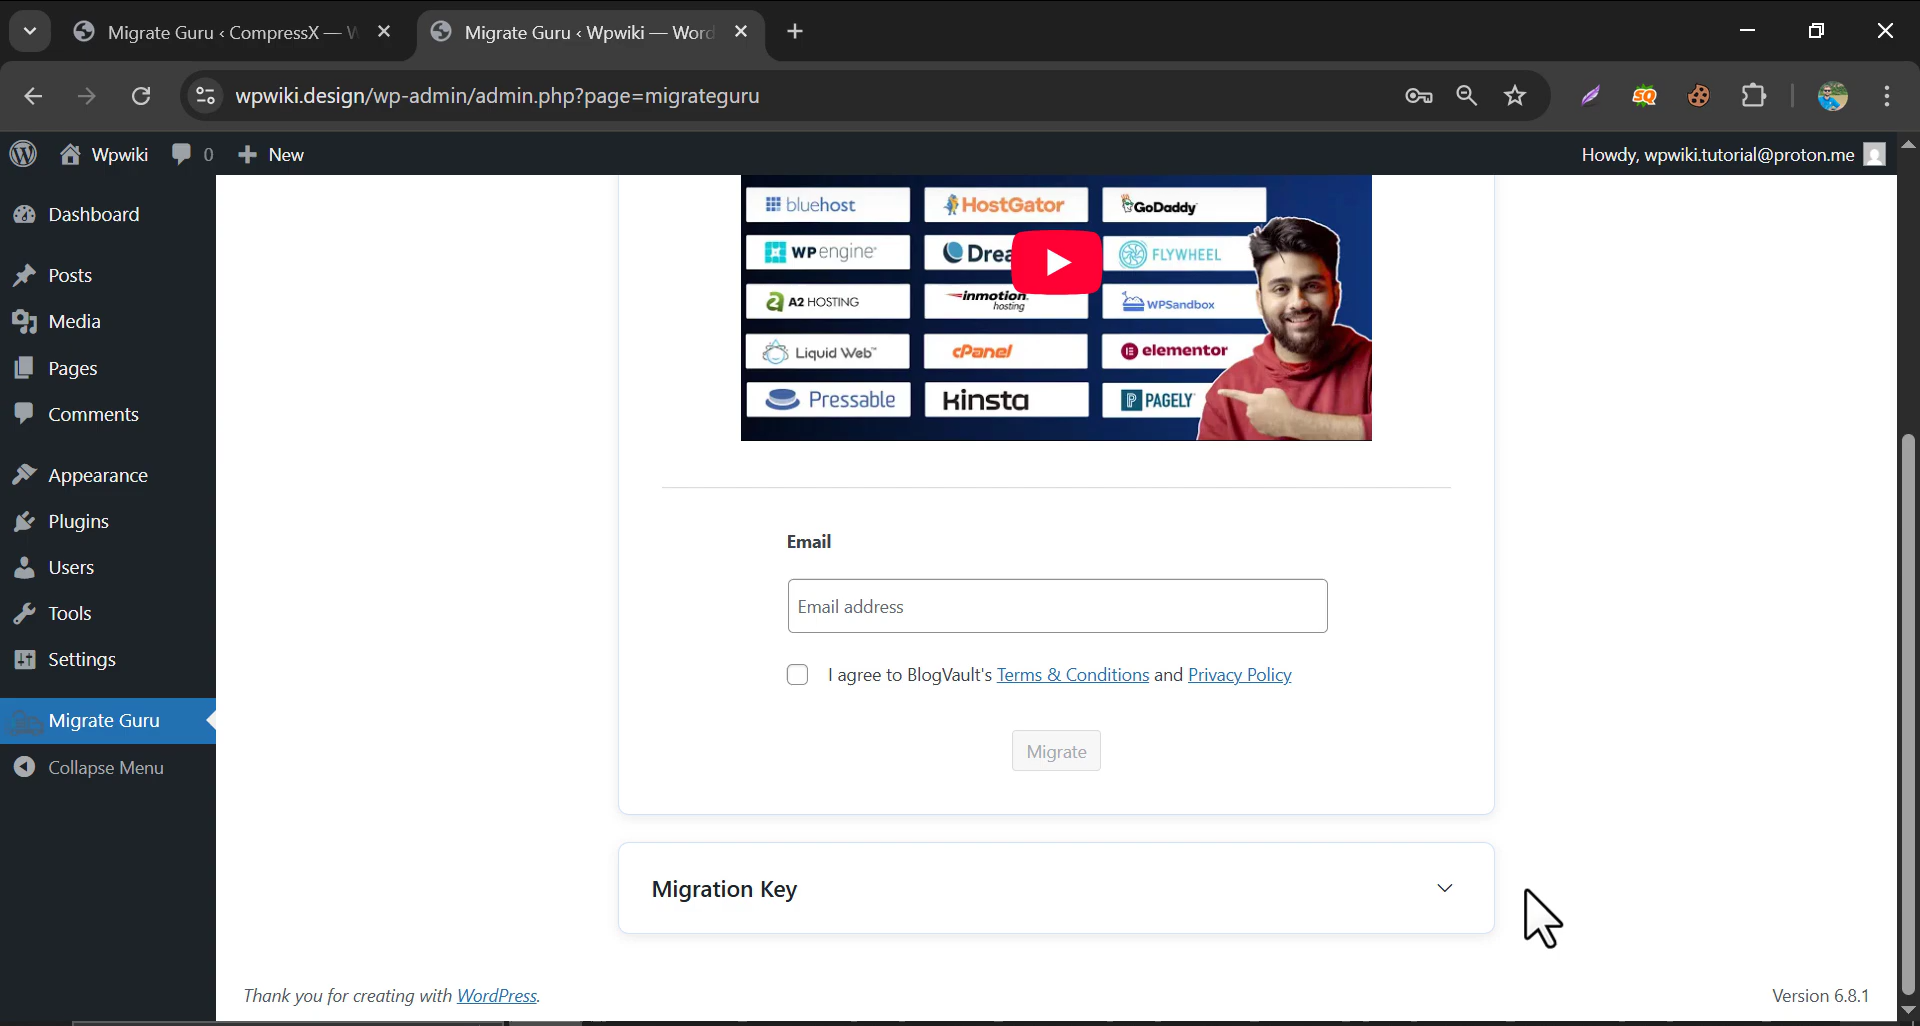 Migrate Guru ‹ CompressX — W
Migrate Guru ‹ Wpwiki — Word
wpwiki.design/wp-admin/admin.php?page=migrateguru
Wpwiki
0
New
Howdy, wpwiki.tutorial@proton.me
Dashboard
Posts
Media
Pages
Comments
Appearance
Plugins
Users
Tools
Settings
Migrate Guru
Collapse Menu
bluehost
HostGator
GoDaddy
WP engine
Drea
FLYWHEEL
A2 HOSTING
inmotion hosting
WPSandbox
Liquid Web™
cPanel
elementor
Pressable
kinsta
PAGELY
Email
Email address
I agree to BlogVault's Terms & Conditions and Privacy Policy
Migrate
Migration Key
Thank you for creating with WordPress.
Version 6.8.1